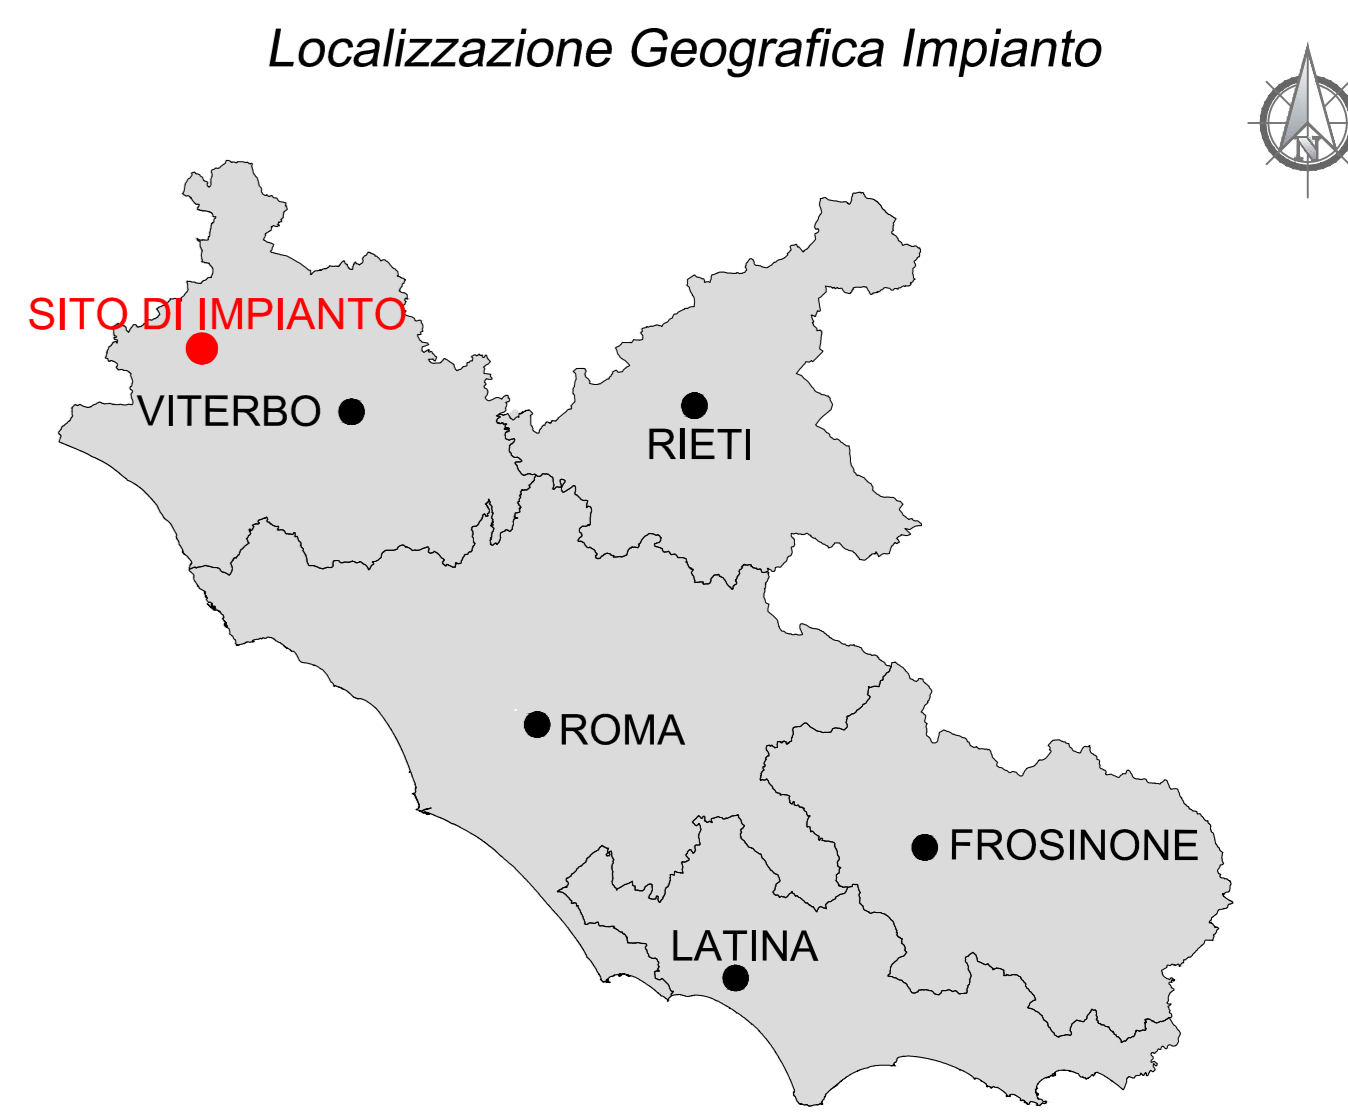 Localizzazione Geografica Impianto
N
SITO DI IMPIANTO
VITERBO
RIETI
ROMA
FROSINONE
LATINA